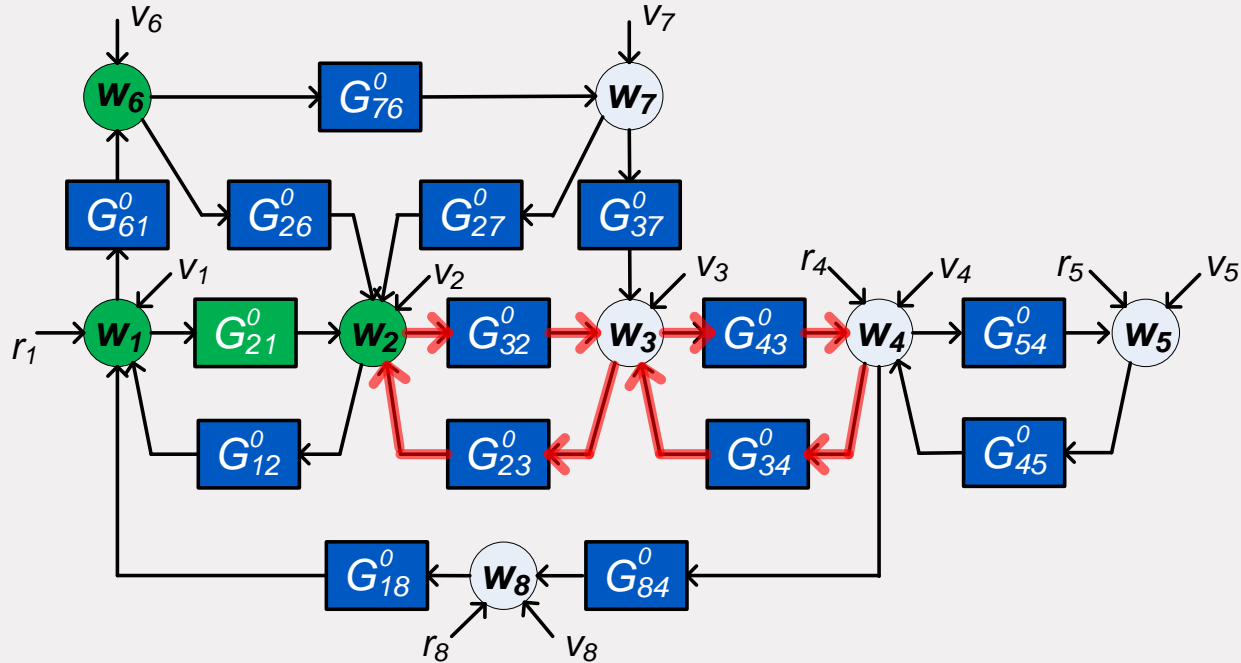 v6 v7
w6 G⁰76 w7
G⁰61 G⁰26 G⁰27 G⁰37
v1 v2 v3 r4 v4 r5 v5
r1 w1 G⁰21 w2 G⁰32 w3 G⁰43 w4 G⁰54 w5
G⁰12 G⁰23 G⁰34 G⁰45
G⁰18 w8 G⁰84
r8 v8